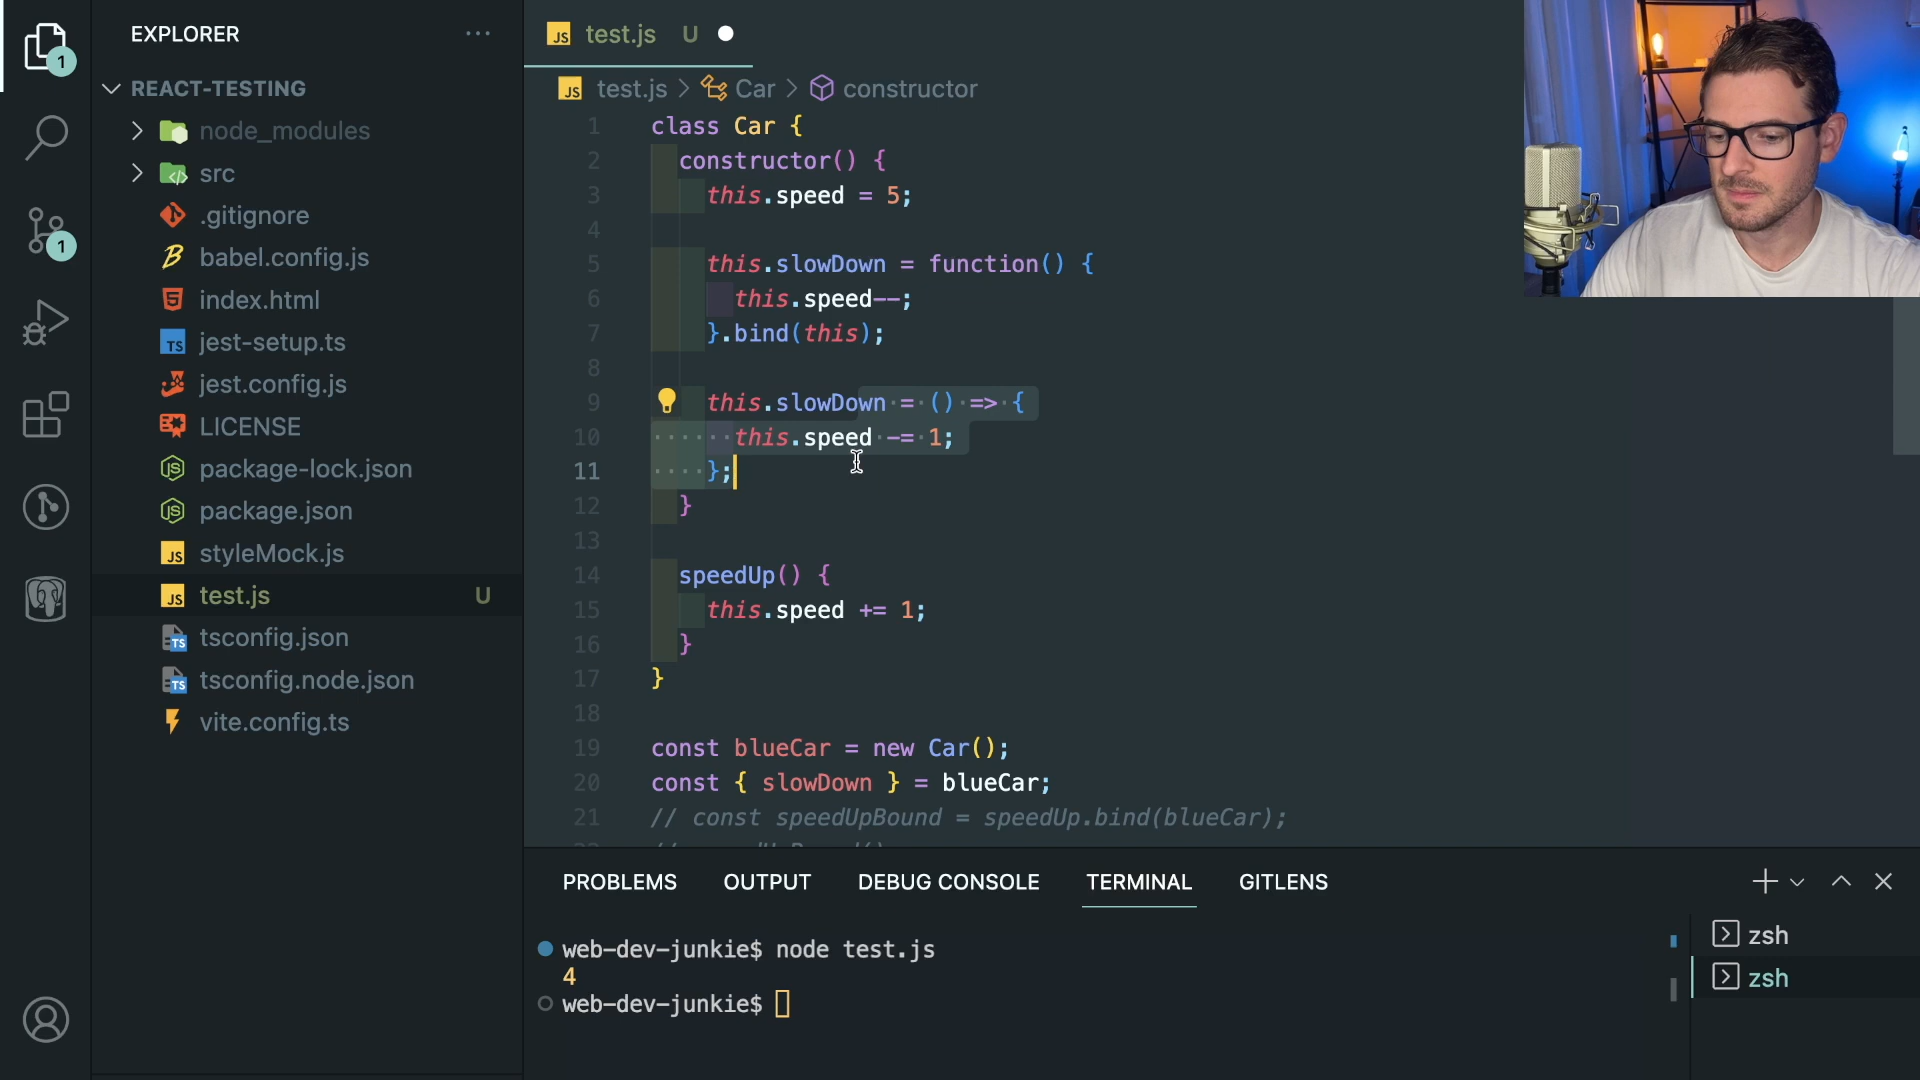 EXPLORER
REACT-TESTING
node_modules
src
.gitignore
babel.config.js
index.html
jest-setup.ts
jest.config.js
LICENSE
package-lock.json
package.json
styleMock.js
test.js U
tsconfig.json
tsconfig.node.json
vite.config.ts
1
1
JS test.js U
JS test.js > Car > constructor
1 class Car {
2 constructor() {
3 this.speed = 5;
4
5 this.slowDown = function() {
6 this.speed--;
7 }.bind(this);
8
9 this.slowDown = () => {
10 this.speed -= 1;
11 };
12 }
13
14 speedUp() {
15 this.speed += 1;
16 }
17 }
18
19 const blueCar = new Car();
20 const { slowDown } = blueCar;
21 // const speedUpBound = speedUp.bind(blueCar);
PROBLEMS OUTPUT DEBUG CONSOLE TERMINAL GITLENS
web-dev-junkie$ node test.js
4
web-dev-junkie$
zsh
zsh